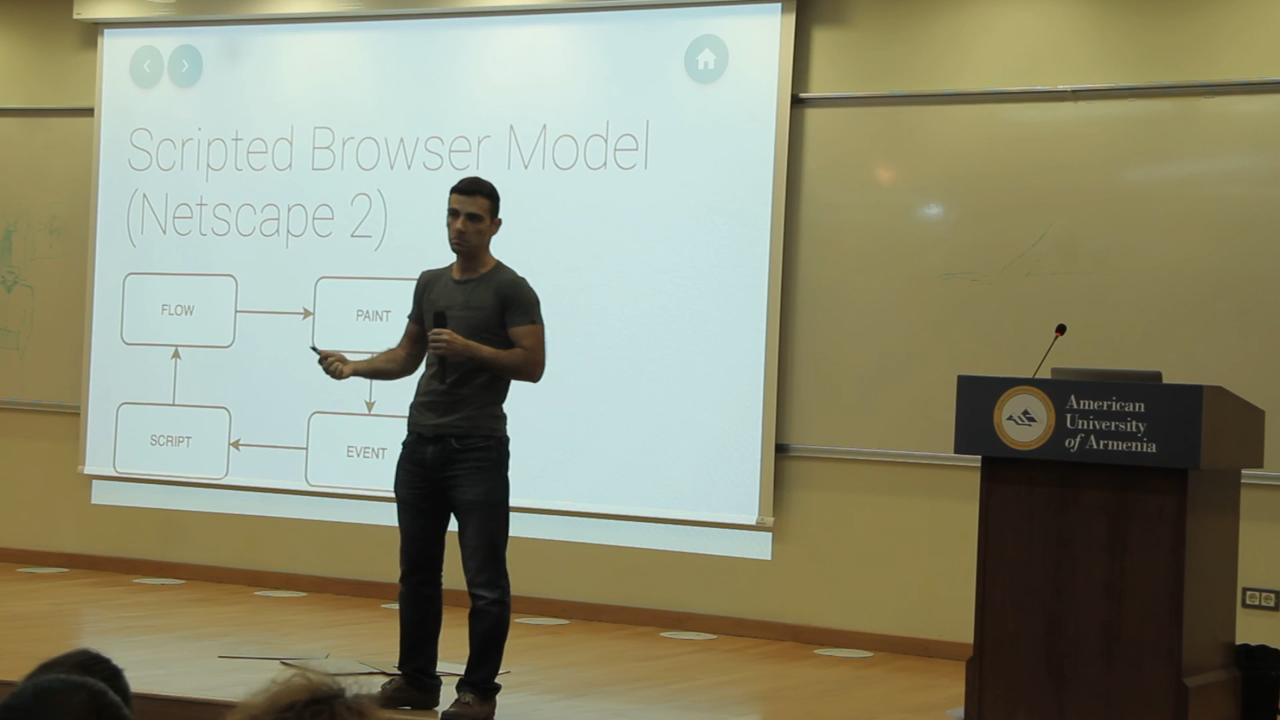 Scripted Browser Model
(Netscape 2)
FLOW
PAINT
SCRIPT
EVENT
American
University
of Armenia